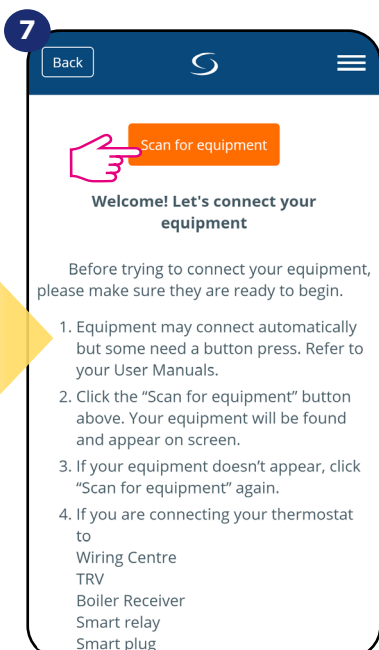 7
Back
Scan for equipment
Welcome! Let's connect your
equipment
Before trying to connect your equipment,
please make sure they are ready to begin.
1. Equipment may connect automatically
but some need a button press. Refer to
your User Manuals.
2. Click the “Scan for equipment” button
above. Your equipment will be found
and appear on screen.
3. If your equipment doesn’t appear, click
“Scan for equipment” again.
4. If you are connecting your thermostat
to
Wiring Centre
TRV
Boiler Receiver
Smart relay
Smart plug